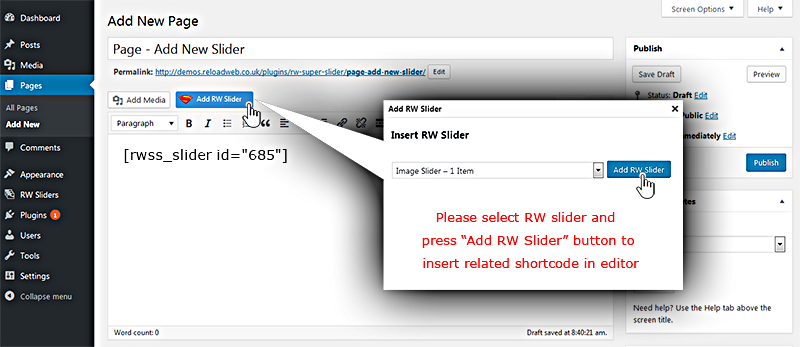 Dashboard
Posts
Media
Pages
All Pages
Add New
Comments
Appearance
RW Sliders
Plugins 1
Users
Tools
Settings
Collapse menu
Screen Options
Help
Add New Page
Page - Add New Slider
Permalink: http://demos.reloadweb.co.uk/plugins/rw-super-slider/page-add-new-slider/ Edit
Add Media
Add RW Slider
Paragraph
B I
[rwss_slider id="685"]
Word count: 0
Draft saved at 8:40:21 am.
Add RW Slider
Insert RW Slider
Image Slider – 1 Item
Add RW Slider
Please select RW slider and
press “Add RW Slider” button to
insert related shortcode in editor
Publish
Save Draft
Preview
Status: Draft Edit
Public Edit
Edit
Publish
Need help? Use the Help tab above the
screen title.